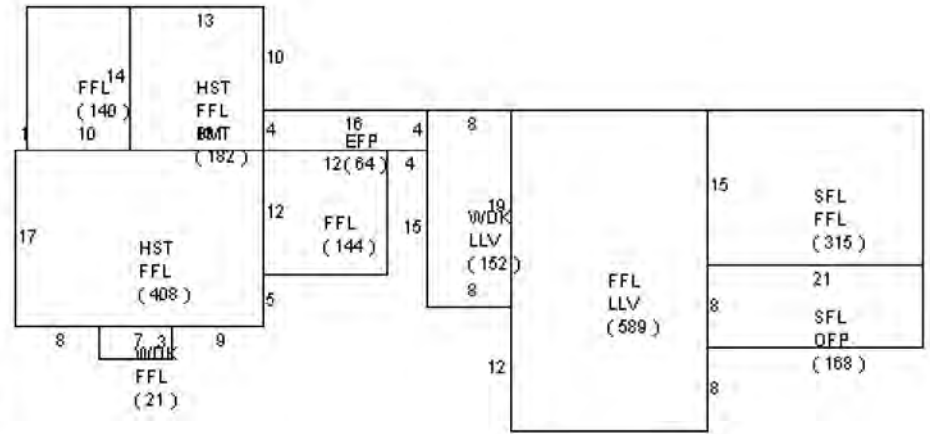 13
10
14
FFL
( 140 )
HST
FFL
BMT
( 182 )
1
10
4
16
4
EFP
12
( 64 )
4
8
15
19
WDK
LLV
( 152 )
8
SFL
FFL
( 315 )
17
12
FFL
( 144 )
15
HST
FFL
( 408 )
5
FFL
LLV
( 589 )
21
8
SFL
OFP
( 168 )
8
7
3
9
WDK
FFL
( 21 )
12
8